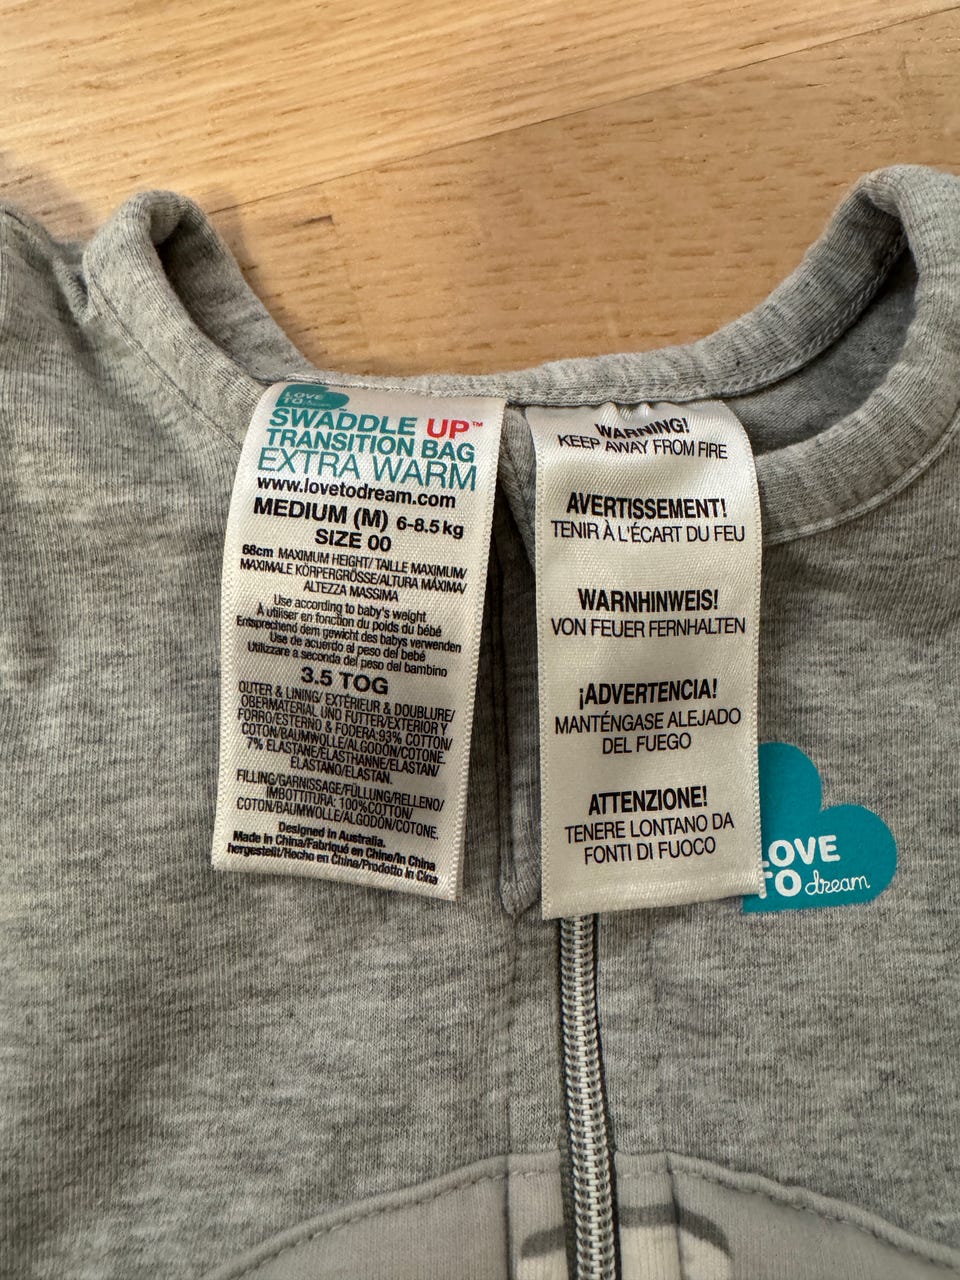 LOVE
TO dream
SWADDLE UP™
TRANSITION BAG
EXTRA WARM
www.lovetodream.com
MEDIUM (M) 6-8.5kg
SIZE 00
68cm MAXIMUM HEIGHT/TAILLE MAXIMUM/
MAXIMALE KÖRPERGRÖSSE/ALTURA MÁXIMA/
ALTEZZA MASSIMA
Use according to baby's weight
À utiliser en fonction du poids du bébé
Entsprechend dem gewicht des babys verwenden
Use de acuerdo al peso del bebé
Utilizzare a seconda del peso del bambino
3.5 TOG
OUTER & LINING/ EXTÉRIEUR & DOUBLURE/
OBERMATERIAL UND FUTTER/EXTERIOR Y
FORRO/ESTERNO & FODERA:93% COTTON/
COTON/BAUMWOLLE/ALGODÓN/COTONE.
7% ELASTANE/ELASTHANNE/ELASTAN/
ELASTANO/ELASTAN.
FILLING/GARNISSAGE/FÜLLUNG/RELLENO/
IMBOTTITURA: 100%COTTON/
COTON/BAUMWOLLE/ALGODÓN/COTONE.
Designed in Australia.
Made in China/Fabriqué en Chine/In China
hergestellt/Hecho en China/Prodotto in Cina
WARNING!
KEEP AWAY FROM FIRE
AVERTISSEMENT!
TENIR À L'ÉCART DU FEU
WARNHINWEIS!
VON FEUER FERNHALTEN
¡ADVERTENCIA!
MANTÉNGASE ALEJADO
DEL FUEGO
ATTENZIONE!
TENERE LONTANO DA
FONTI DI FUOCO
LOVE
TO dream